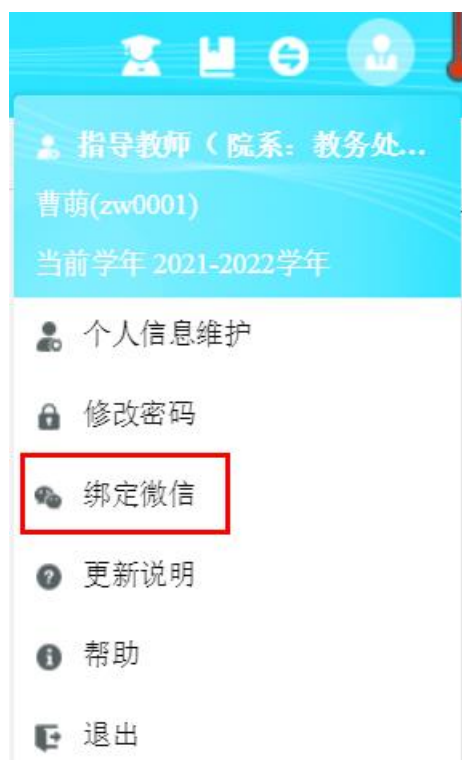 指导教师（院系：教务处...
曹萌(zw0001)
当前学年 2021-2022学年
个人信息维护
修改密码
绑定微信
更新说明
帮助
退出